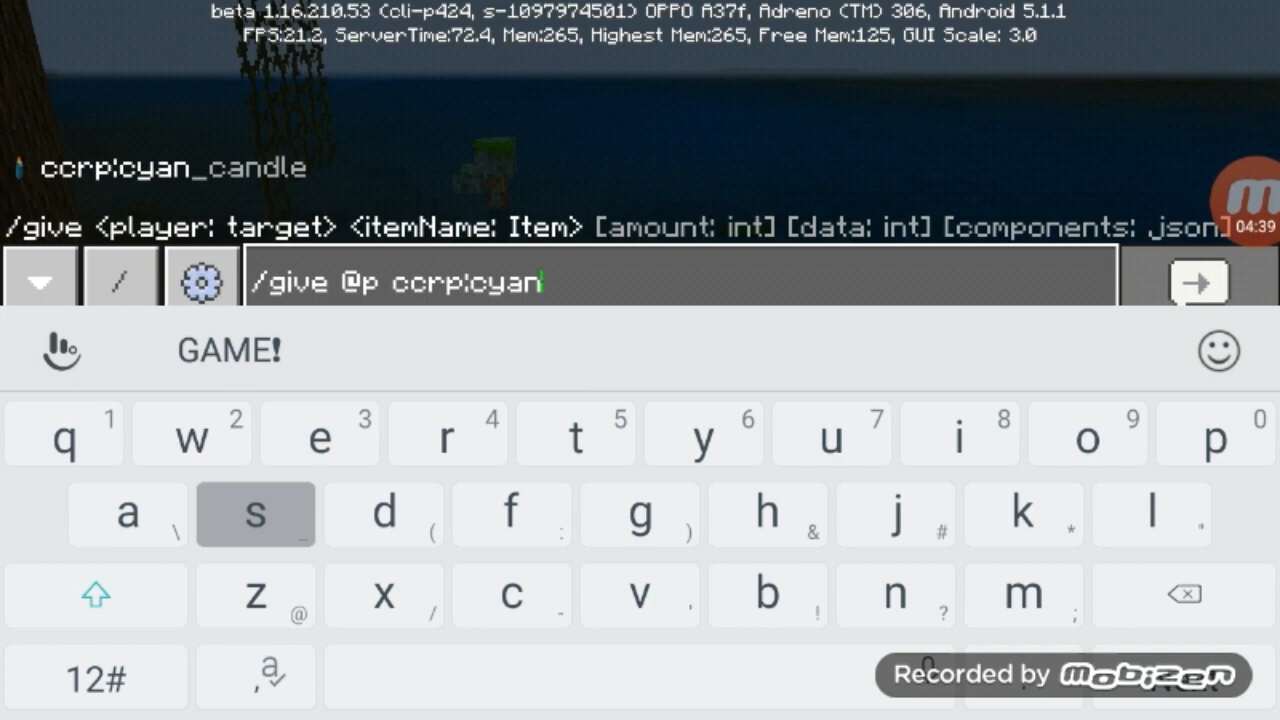 beta 1.16.210.53 (cli-p424, s-1097974501) OPPO A37f, Adreno (TM) 306, Android 5.1.1
FPS:21.2, ServerTime:72.4, Mem:265, Highest Mem:265, Free Mem:125, GUI Scale: 3.0
ccrp:cyan_candle
/give <player: target> <itemName: Item> [amount: int] [data: int] [components: json]
04:39
/
/give @p ccrp:cyan
GAME!
q 1 w 2 e 3 r 4 t 5 y 6 u 7 i 8 o 9 p 0
a \ s _ d ( f : g ) h & j # k * l "
z @ x / c - v ' b ! n ? m ;
12# , a
Recorded by mobizen